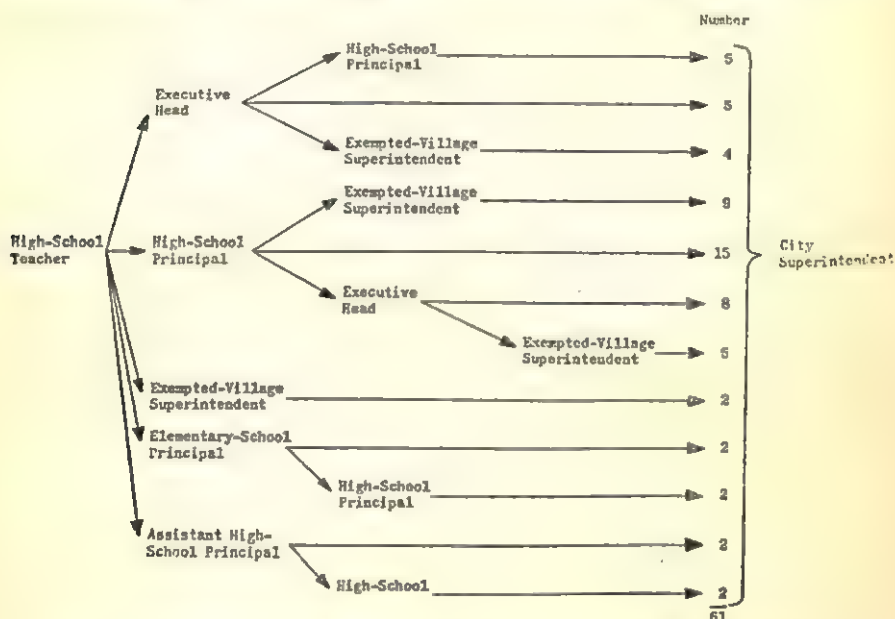 Number
High-School
Principal
5
Executive
Head
5
Exempted-Village
Superintendent
4
Exempted-Village
Superintendent
9
High-School
Teacher
High-School
Principal
15
City
Superintendent
Executive
Head
8
Exempted-Village
Superintendent
5
Exempted-Village
Superintendent
2
Elementary-School
Principal
2
High-School
Principal
2
Assistant High-
School Principal
2
High-School
2
61